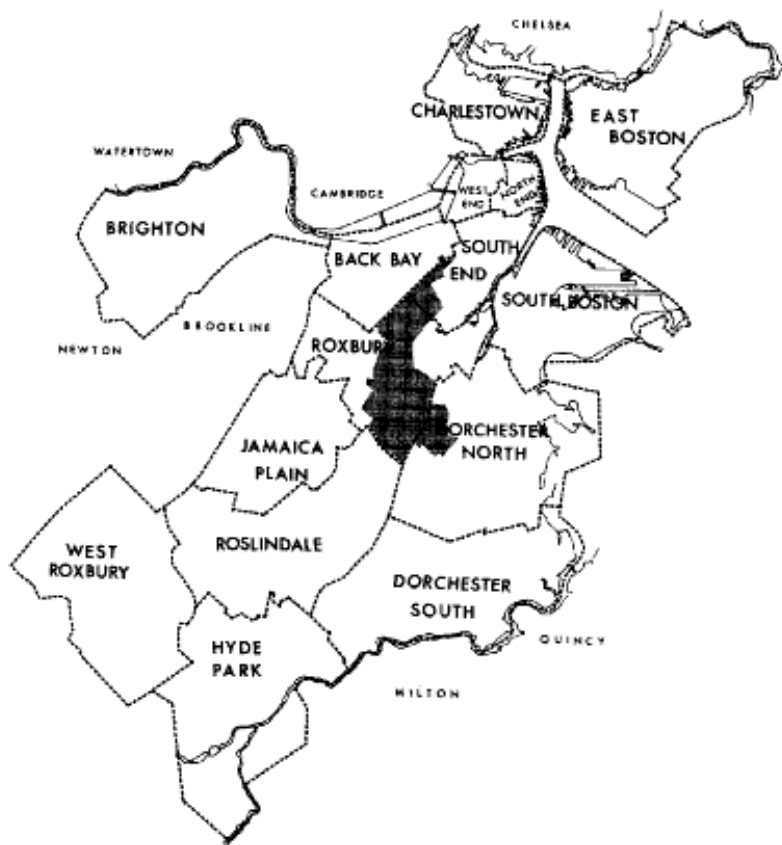 CHELSEA
CHARLESTOWN
EAST
BOSTON
WATERTOWN
CAMBRIDGE
WEST
END
NORTH
END
BRIGHTON
BACK BAY
SOUTH
END
SOUTH BOSTON
BROOKLINE
NEWTON
ROXBUR
JAMAICA
PLAIN
DORCHESTER
NORTH
WEST
ROXBURY
ROSLINDALE
DORCHESTER
SOUTH
QUINCY
HYDE
PARK
MILTON